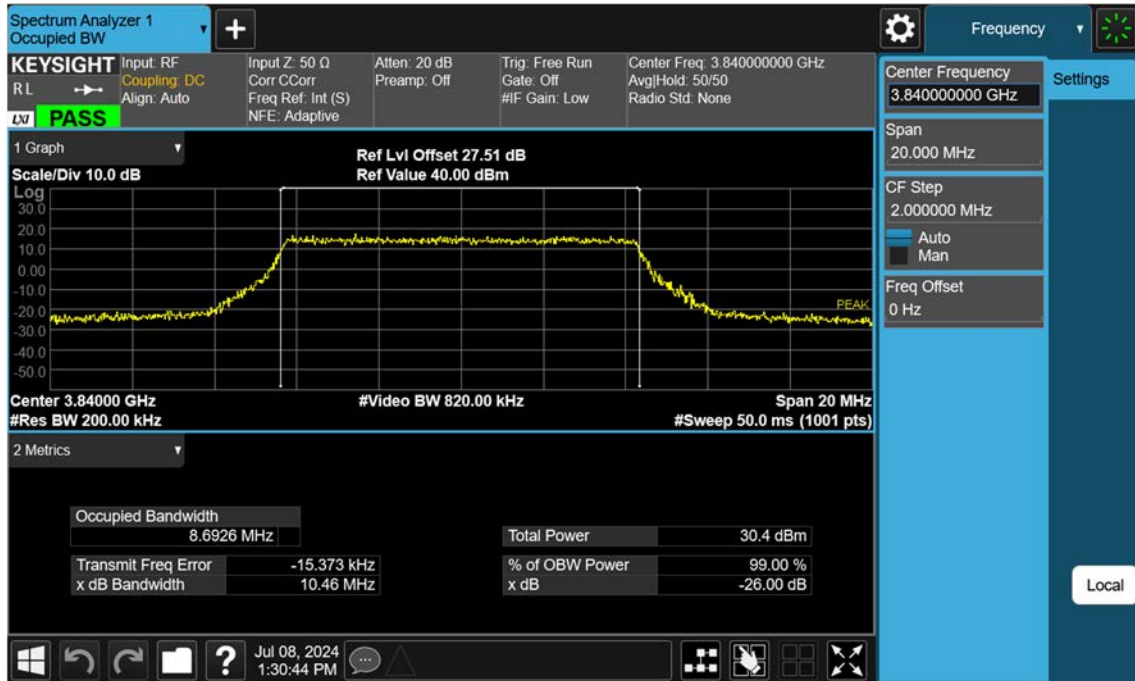 Spectrum Analyzer 1
Occupied BW
+
Frequency
KEYSIGHT
R L
LXI
PASS
Input: RF
Coupling: DC
Align: Auto
Input Z: 50 Ω
Corr CCorr
Freq Ref: Int (S)
NFE: Adaptive
Atten: 20 dB
Preamp: Off
Trig: Free Run
Gate: Off
#IF Gain: Low
Center Freq: 3.840000000 GHz
Avg|Hold: 50/50
Radio Std: None
1 Graph
Scale/Div 10.0 dB
Ref Lvl Offset 27.51 dB
Ref Value 40.00 dBm
Log
30.0
20.0
10.0
0.00
-10.0
-20.0
-30.0
-40.0
-50.0
PEAK
Center 3.84000 GHz
#Video BW 820.00 kHz
Span 20 MHz
#Res BW 200.00 kHz
#Sweep 50.0 ms (1001 pts)
2 Metrics
Occupied Bandwidth
8.6926 MHz
Total Power 30.4 dBm
Transmit Freq Error -15.373 kHz
% of OBW Power 99.00 %
x dB Bandwidth 10.46 MHz
x dB -26.00 dB
?
Jul 08, 2024
1:30:44 PM
Center Frequency
3.840000000 GHz
Settings
Span
20.000 MHz
CF Step
2.000000 MHz
Auto
Man
Freq Offset
0 Hz
Local